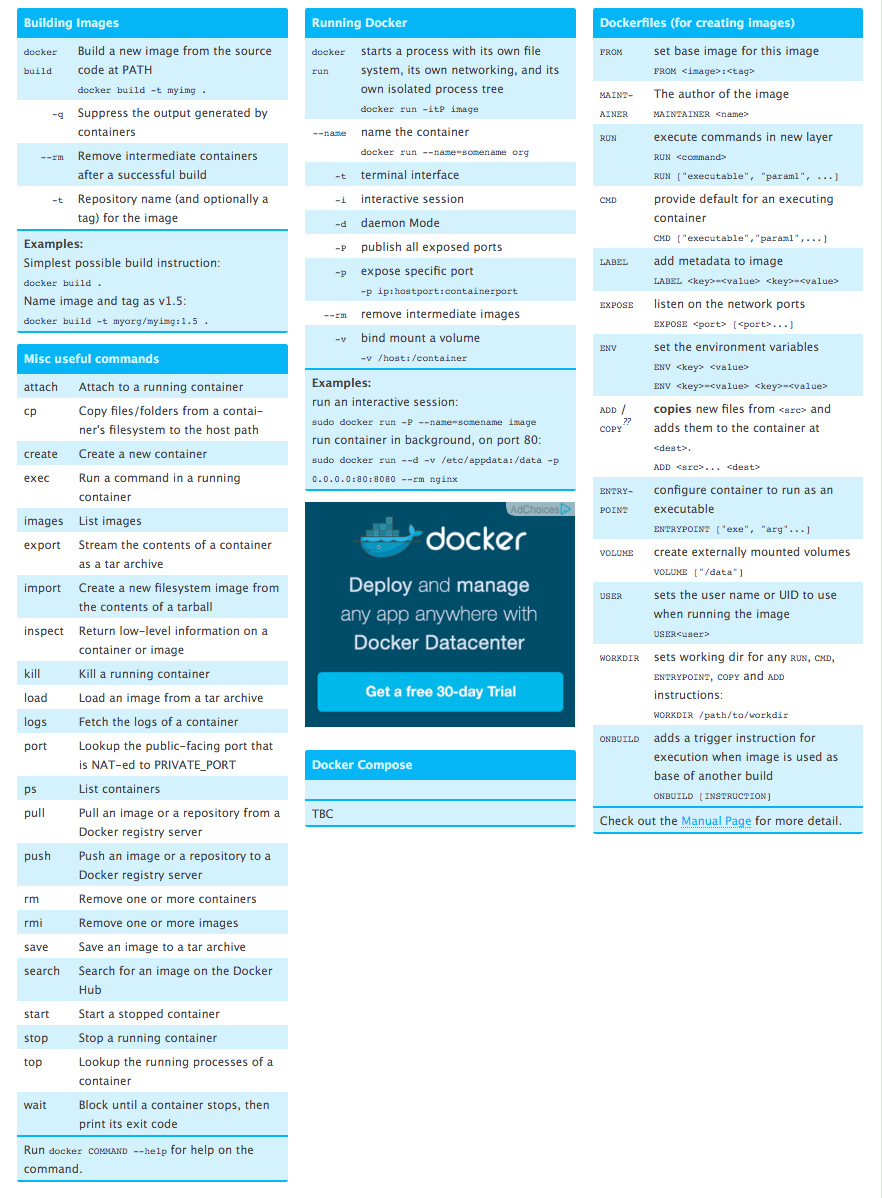 Building Images
docker Build a new image from the source
build code at PATH
docker build -t myimg .
-q Suppress the output generated by
containers
--rm Remove intermediate containers
after a successful build
-t Repository name (and optionally a
tag) for the image
Examples:
Simplest possible build instruction:
docker build .
Name image and tag as v1.5:
docker build -t myorg/myimg:1.5 .
Misc useful commands
attach Attach to a running container
cp Copy files/folders from a contai-
ner's filesystem to the host path
create Create a new container
exec Run a command in a running
container
images List images
export Stream the contents of a container
as a tar archive
import Create a new filesystem image from
the contents of a tarball
inspect Return low-level information on a
container or image
kill Kill a running container
load Load an image from a tar archive
logs Fetch the logs of a container
port Lookup the public-facing port that
is NAT-ed to PRIVATE_PORT
ps List containers
pull Pull an image or a repository from a
Docker registry server
push Push an image or a repository to a
Docker registry server
rm Remove one or more containers
rmi Remove one or more images
save Save an image to a tar archive
search Search for an image on the Docker
Hub
start Start a stopped container
stop Stop a running container
top Lookup the running processes of a
container
wait Block until a container stops, then
print its exit code
Run docker COMMAND --help for help on the
command.
Running Docker
docker starts a process with its own file
run system, its own networking, and its
own isolated process tree
docker run -itP image
--name name the container
docker run --name=somename org
-t terminal interface
-i interactive session
-d daemon Mode
-P publish all exposed ports
-p expose specific port
-p ip:hostport:containerport
--rm remove intermediate images
-v bind mount a volume
-v /host:/container
Examples:
run an interactive session:
sudo docker run -P --name=somename image
run container in background, on port 80:
sudo docker run --d -v /etc/appdata:/data -p
0.0.0.0:80:8080 --rm nginx
AdChoices
docker
Deploy and manage
any app anywhere with
Docker Datacenter
Get a free 30-day Trial
Docker Compose
TBC
Dockerfiles (for creating images)
FROM set base image for this image
FROM <image>:<tag>
MAINT- The author of the image
AINER MAINTAINER <name>
RUN execute commands in new layer
RUN <command>
RUN ["executable", "param1", ...]
CMD provide default for an executing
container
CMD ["executable","param1",...]
LABEL add metadata to image
LABEL <key>=<value> <key>=<value>
EXPOSE listen on the network ports
EXPOSE <port> [<port>...]
ENV set the environment variables
ENV <key> <value>
ENV <key>=<value> <key>=<value>
ADD / copies new files from <src> and
COPY ?? adds them to the container at
<dest>.
ADD <src>... <dest>
ENTRY- configure container to run as an
POINT executable
ENTRYPOINT ["exe", "arg"...]
VOLUME create externally mounted volumes
VOLUME ["/data"]
USER sets the user name or UID to use
when running the image
USER<user>
WORKDIR sets working dir for any RUN, CMD,
ENTRYPOINT, COPY and ADD
instructions:
WORKDIR /path/to/workdir
ONBUILD adds a trigger instruction for
execution when image is used as
base of another build
ONBUILD [INSTRUCTION]
Check out the Manual Page for more detail.